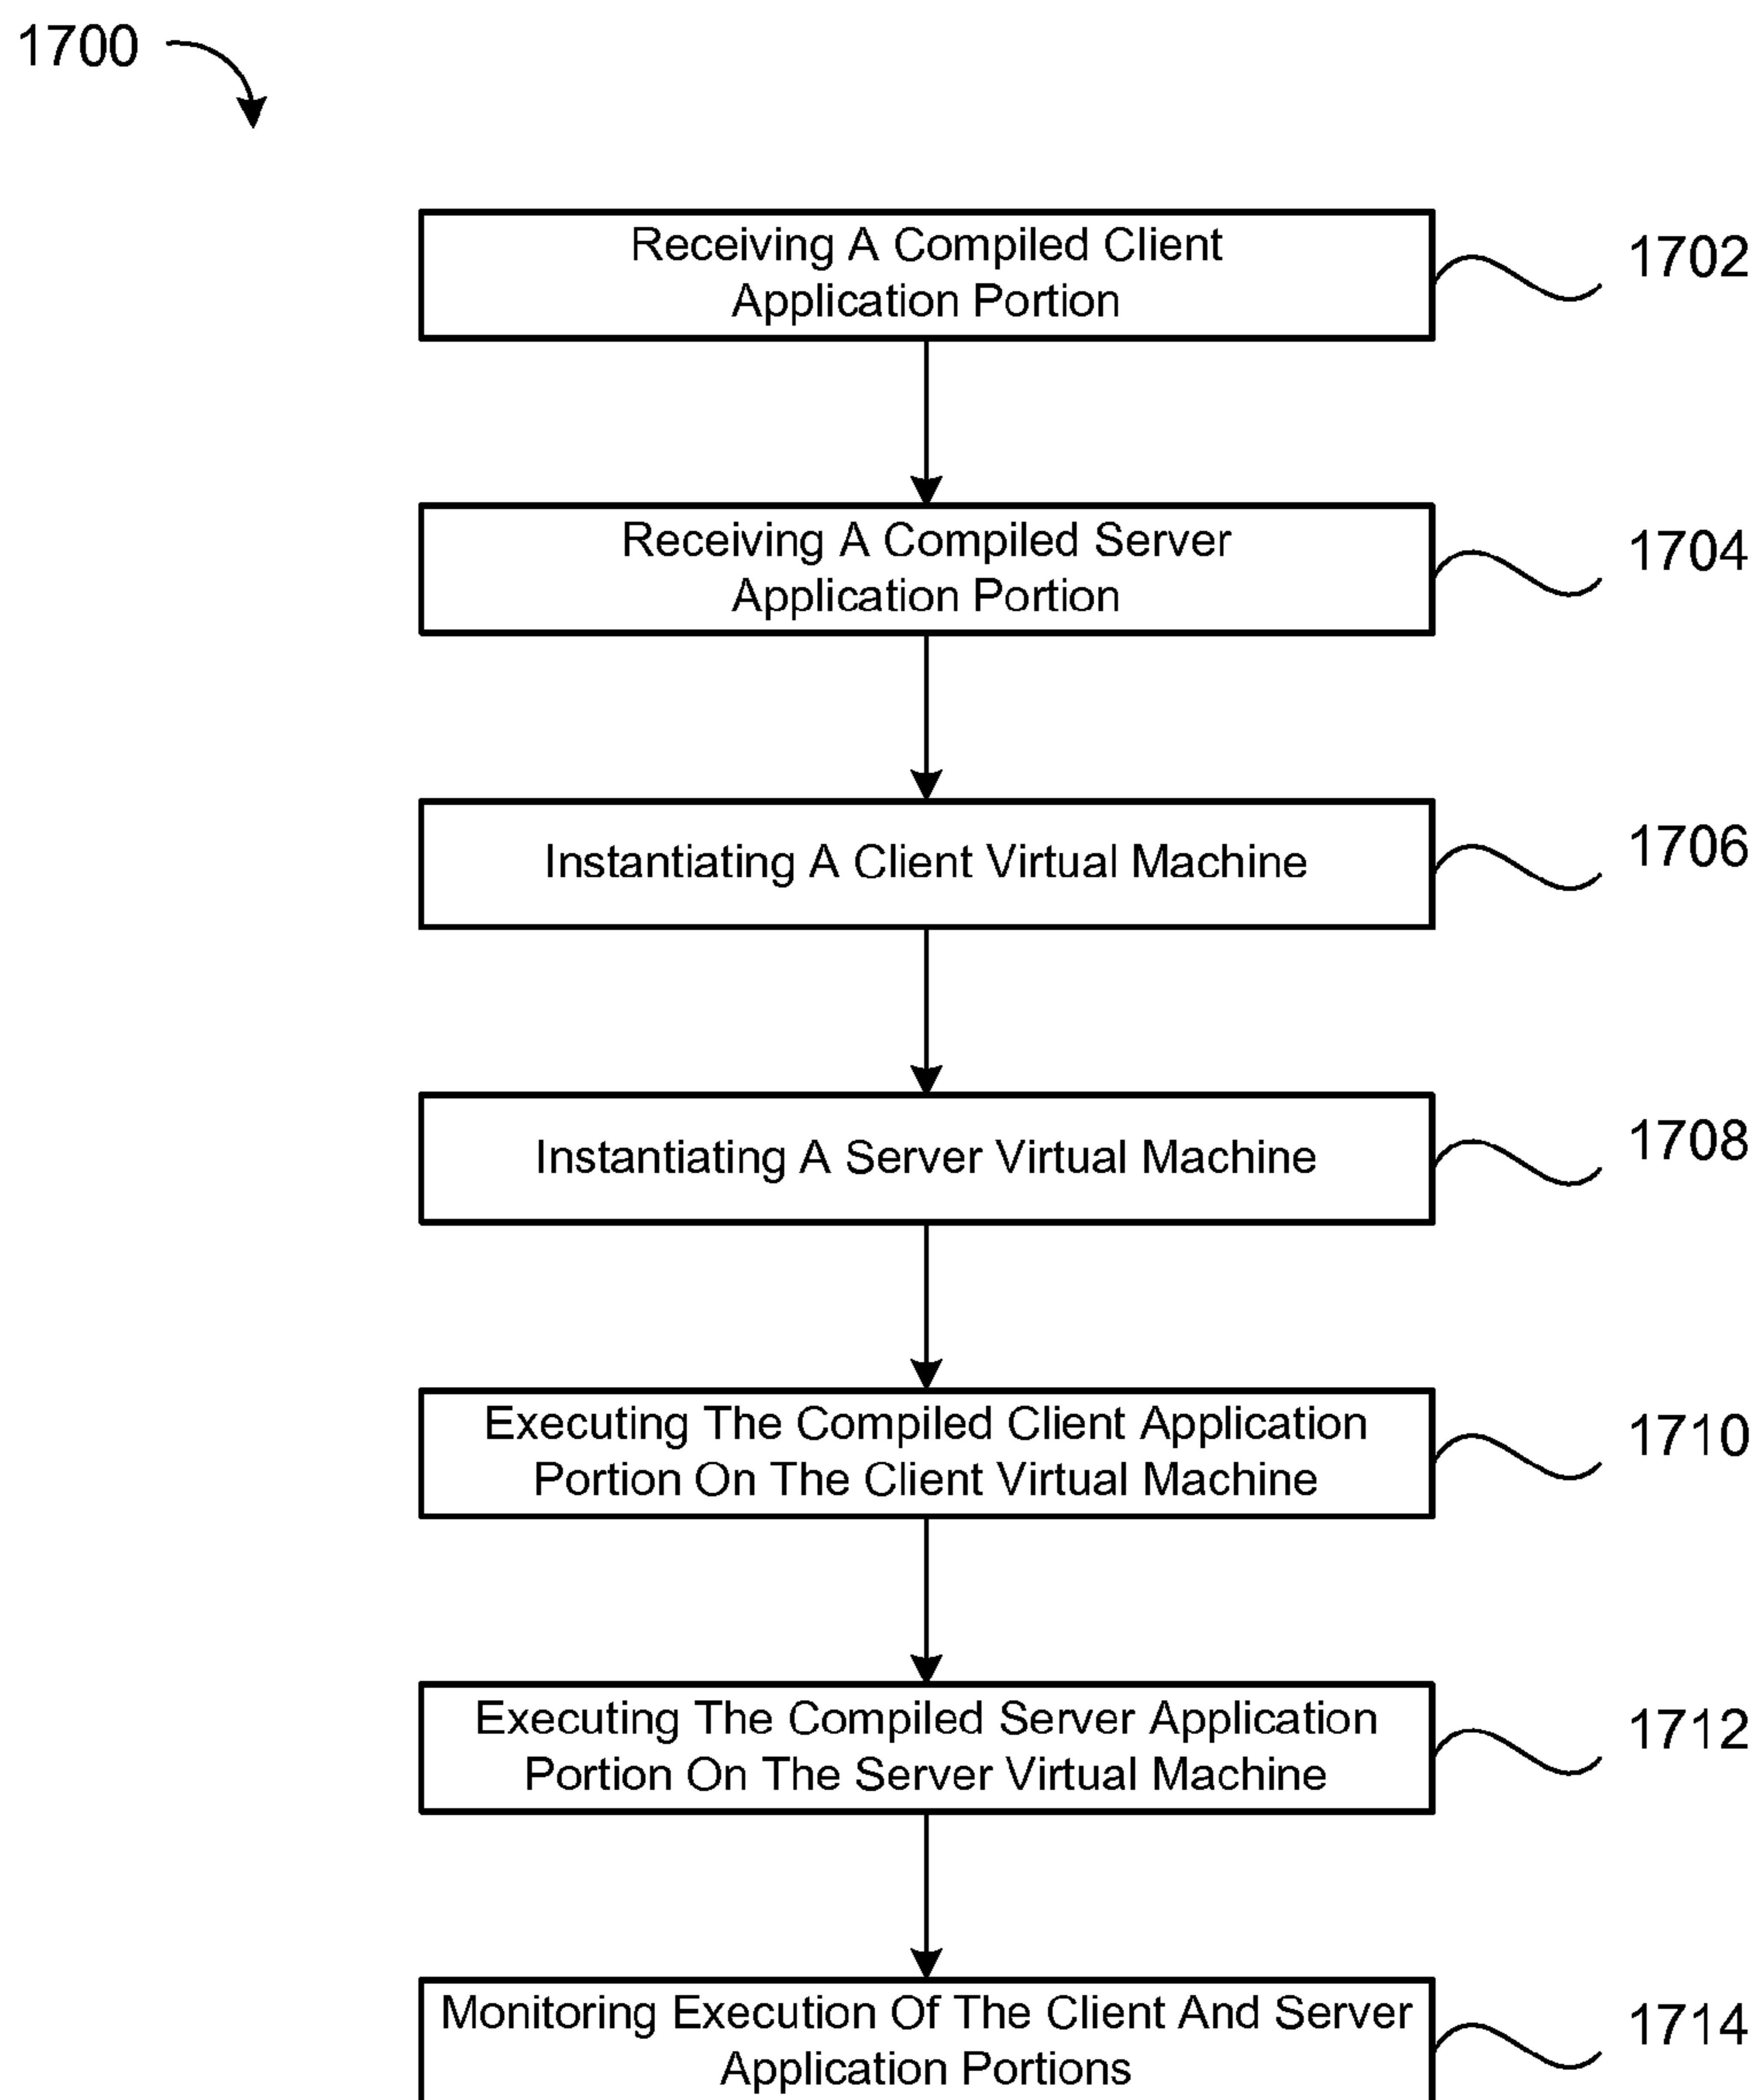 1700
Receiving A Compiled Client
Application Portion
1702
Receiving A Compiled Server
Application Portion
1704
Instantiating A Client Virtual Machine
1706
Instantiating A Server Virtual Machine
1708
Executing The Compiled Client Application
Portion On The Client Virtual Machine
1710
Executing The Compiled Server Application
Portion On The Server Virtual Machine
1712
Monitoring Execution Of The Client And Server
Application Portions
1714